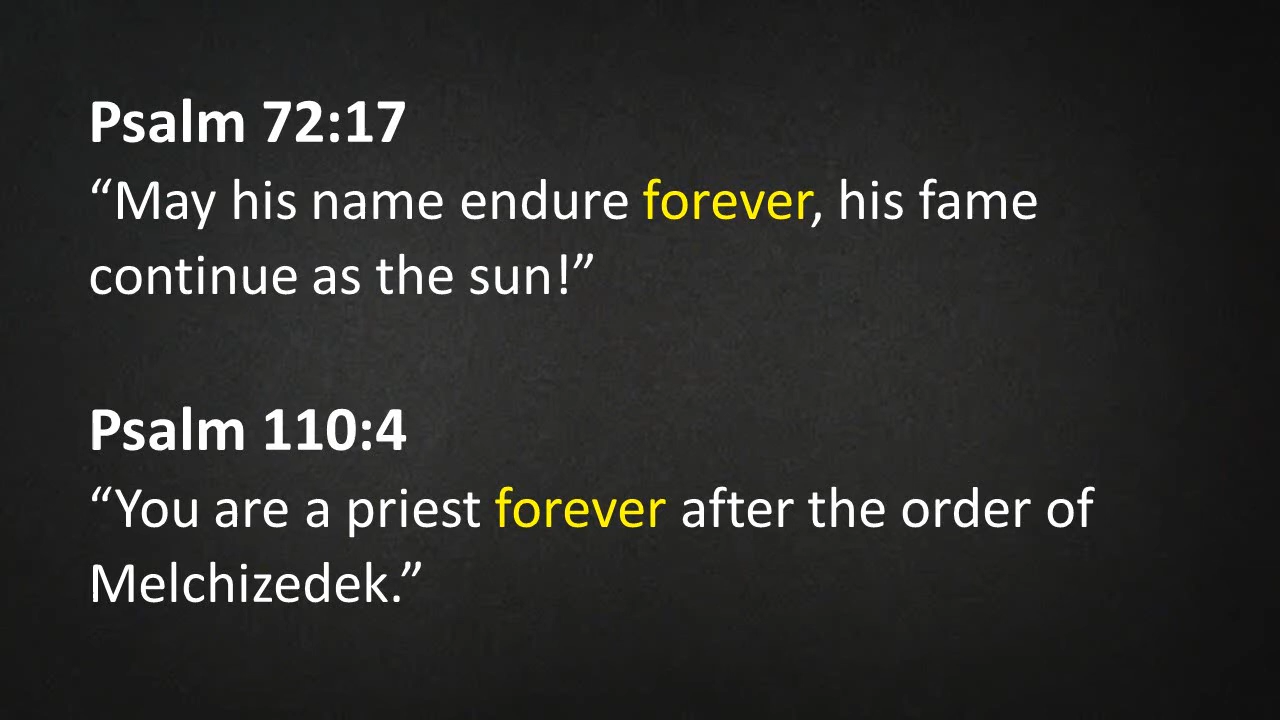 Psalm 72:17
“May his name endure forever, his fame
continue as the sun!”
Psalm 110:4
“You are a priest forever after the order of
Melchizedek.”